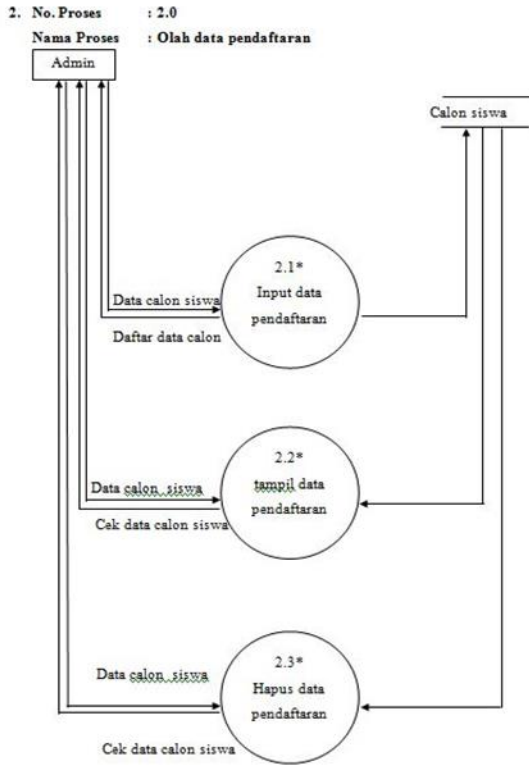 2. No. Proses : 2.0
Nama Proses : Olah data pendaftaran
Admin
Calon siswa
2.1*
Input data
pendaftaran
Data calon siswa
Daftar data calon
2.2*
tampil data
pendaftaran
Data calon siswa
Cek data calon siswa
2.3*
Hapus data
pendaftaran
Data calon siswa
Cek data calon siswa